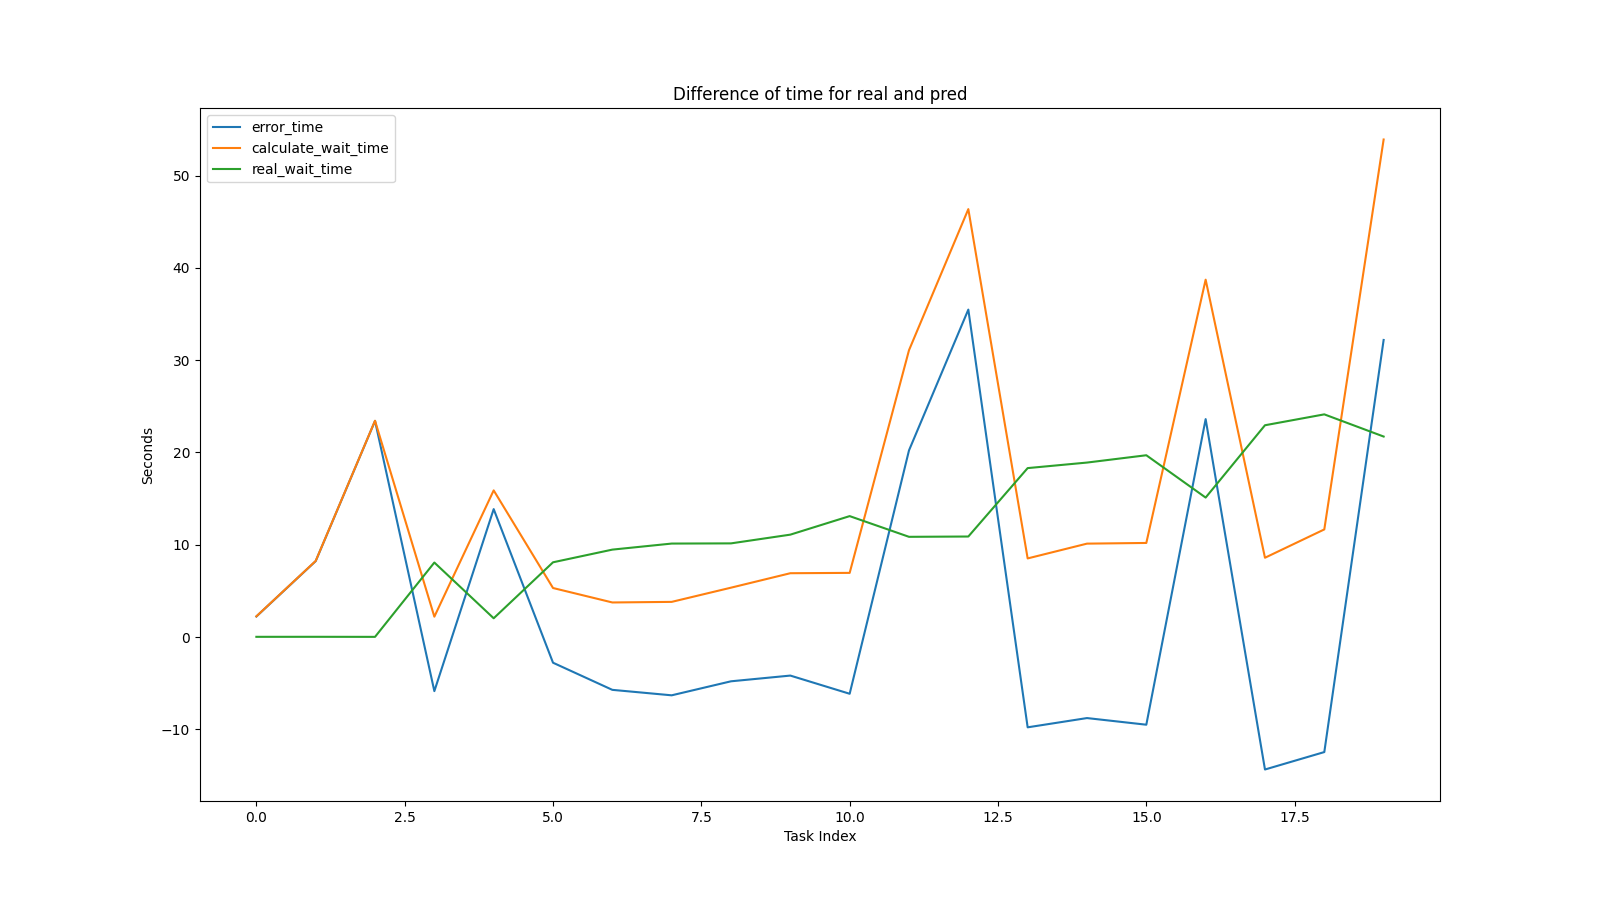 Difference of time for real and pred
error_time
calculate_wait_time
real_wait_time
50
40
30
20
10
0
−10
Seconds
0.0 2.5 5.0 7.5 10.0 12.5 15.0 17.5
Task Index